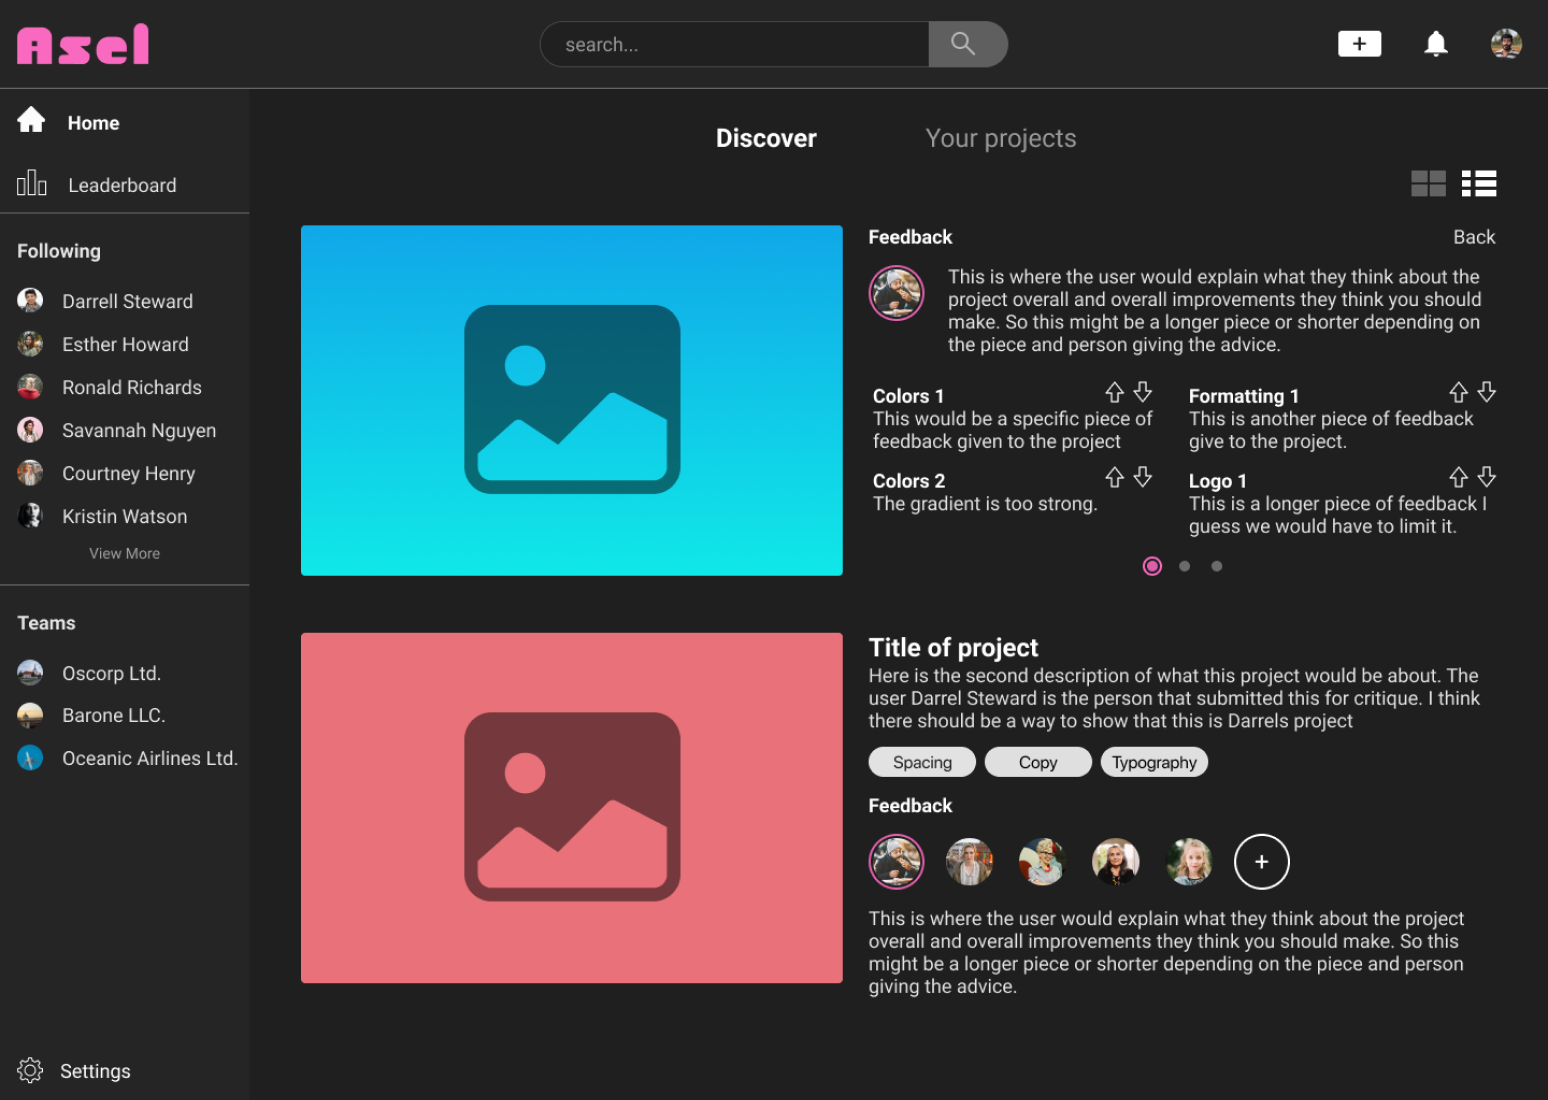 Asel
search...
Home
Leaderboard
Following
Darrell Steward
Esther Howard
Ronald Richards
Savannah Nguyen
Courtney Henry
Kristin Watson
View More
Teams
Oscorp Ltd.
Barone LLC.
Oceanic Airlines Ltd.
Settings
Discover
Your projects
Feedback
Back
This is where the user would explain what they think about the
project overall and overall improvements they think you should
make. So this might be a longer piece or shorter depending on
the piece and person giving the advice.
Colors 1
This would be a specific piece of
feedback given to the project
Formatting 1
This is another piece of feedback
give to the project.
Colors 2
The gradient is too strong.
Logo 1
This is a longer piece of feedback I
guess we would have to limit it.
Title of project
Here is the second description of what this project would be about. The
user Darrel Steward is the person that submitted this for critique. I think
there should be a way to show that this is Darrels project
Spacing
Copy
Typography
Feedback
This is where the user would explain what they think about the project
overall and overall improvements they think you should make. So this
might be a longer piece or shorter depending on the piece and person
giving the advice.